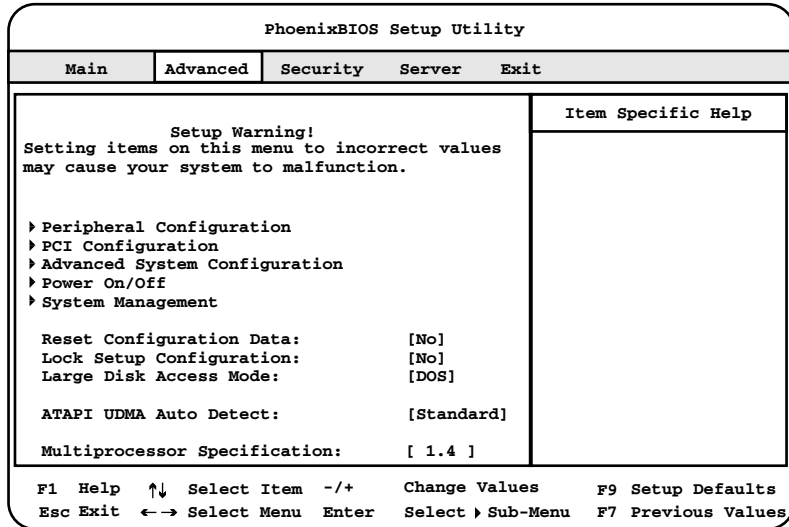 PhoenixBIOS Setup Utility
Main Advanced Security Server Exit
Setup Warning!
Setting items on this menu to incorrect values
may cause your system to malfunction.
Peripheral Configuration
PCI Configuration
Advanced System Configuration
Power On/Off
System Management
Reset Configuration Data: [No]
Lock Setup Configuration: [No]
Large Disk Access Mode: [DOS]
ATAPI UDMA Auto Detect: [Standard]
Multiprocessor Specification: [ 1.4 ]
Item Specific Help
F1 Help ↑↓ Select Item -/+ Change Values F9 Setup Defaults
Esc Exit ←→ Select Menu Enter Select Sub-Menu F7 Previous Values